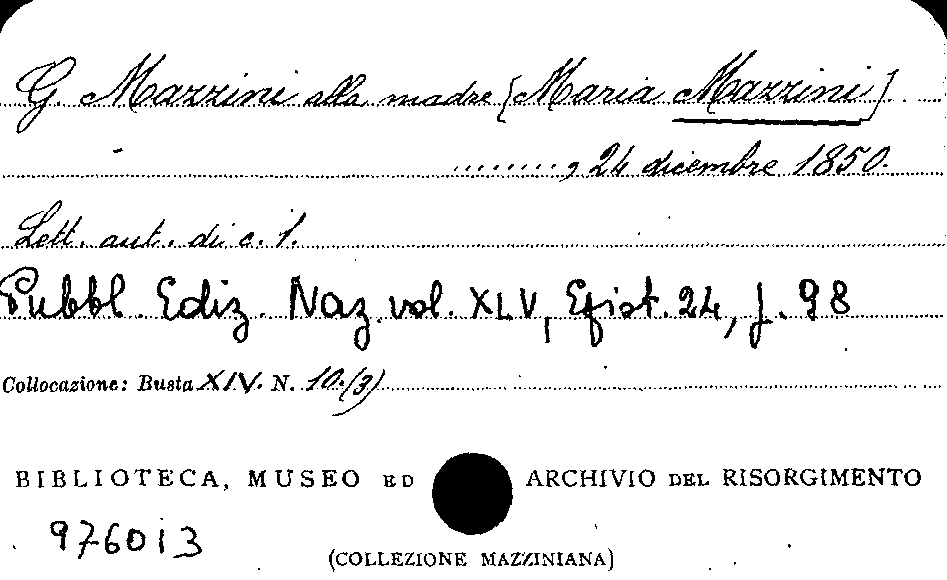 G. Mazzini alla madre [Maria Mazzini]
........., 24 dicembre 1850.
Lett. aut. di c. 1.
Pubbl. Ediz. Naz. vol. XLV, Epist. 24, p. 98
Collocazione: Busta XIV. N. 10.(3)
BIBLIOTECA, MUSEO ED ARCHIVIO DEL RISORGIMENTO
976013
(COLLEZIONE MAZZINIANA)